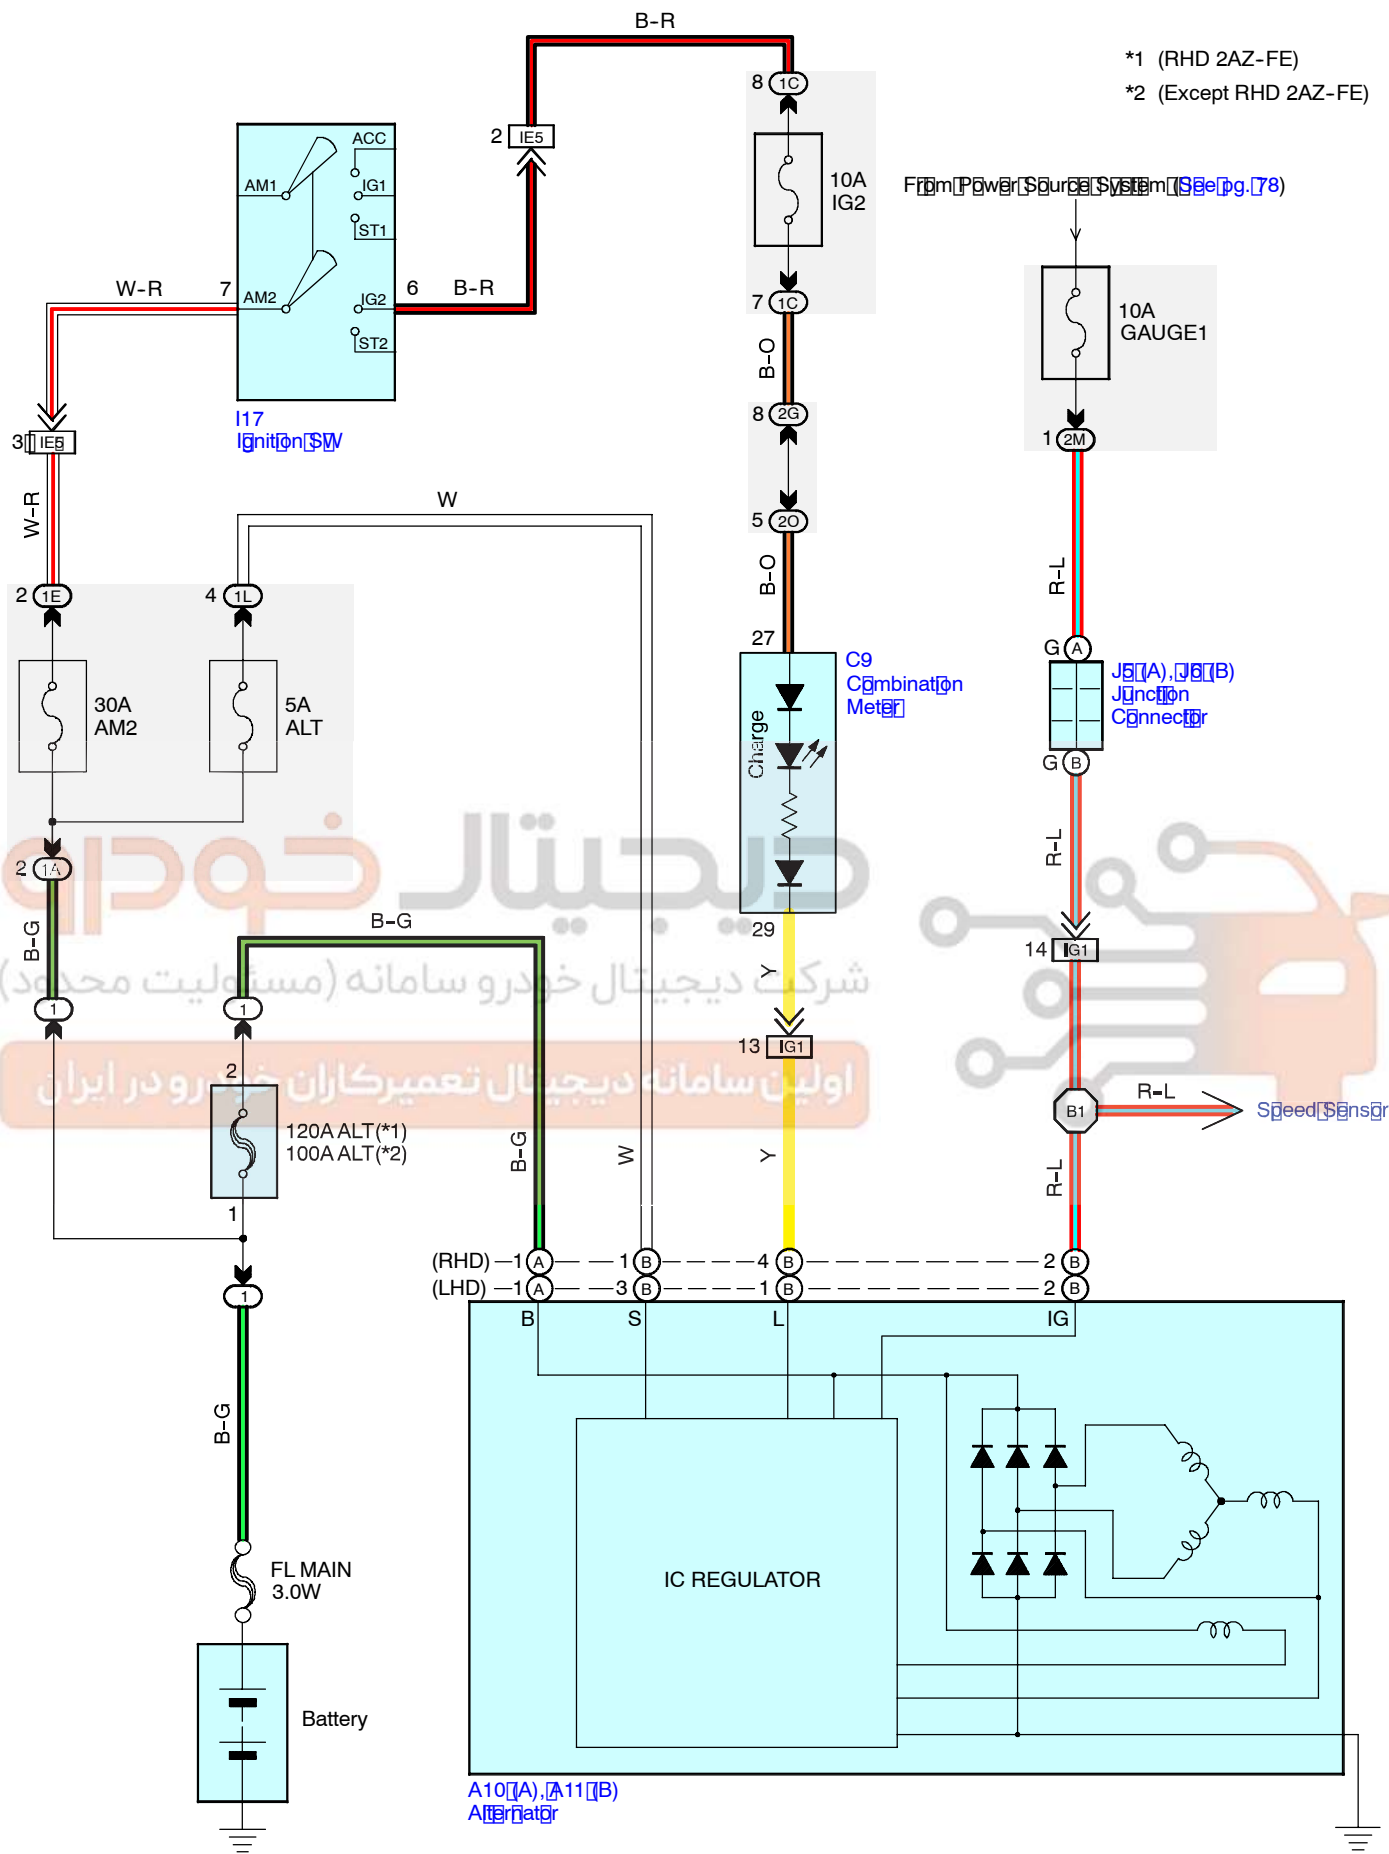 B-R
*1 (RHD 2AZ-FE)
*2 (Except RHD 2AZ-FE)
8 1C
2 IE5
ACC
AM1
IG1
ST1
10A
IG2
From Power Source System (See pg. 78)
W-R
7
AM2
IG2
6
B-R
ST2
7 1C
10A
GAUGE1
B-O
I17
Ignition SW
3 IE5
8 2G
1 2M
W-R
W
5 2O
B-O
R-L
2 1E
4 1L
27
G A
C9
Combination
Meter
J5 (A), J6 (B)
Junction
Connector
30A
AM2
5A
ALT
Charge
G B
دیجیتال خودرو
R-L
2 1A
B-G
B-G
29
14 IG1
Y
شرکت دیجیتال خودرو سامانه (مسئولیت محدود)
1
1
13 IG1
2
اولین سامانه دیجیتال تعمیرکاران خودرو در ایران
R-L
B1
Speed Sensor
120A ALT(*1)
100A ALT(*2)
B-G
W
Y
R-L
1
(RHD) 1 A 1 B 4 B 2 B
(LHD) 1 A 3 B 1 B 2 B
1
B S L IG
B-G
FL MAIN
3.0W
IC REGULATOR
Battery
A10 (A), A11 (B)
Alternator